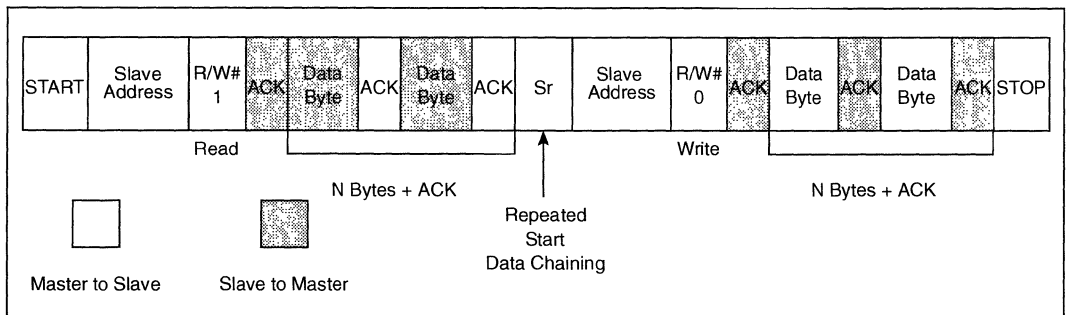 START Slave Address R/W# 1 ACK Data Byte ACK Data Byte ACK Sr Slave Address R/W# 0 ACK Data Byte ACK Data Byte ACK STOP
Read Write
N Bytes + ACK N Bytes + ACK
Repeated
Start
Data Chaining
Master to Slave Slave to Master